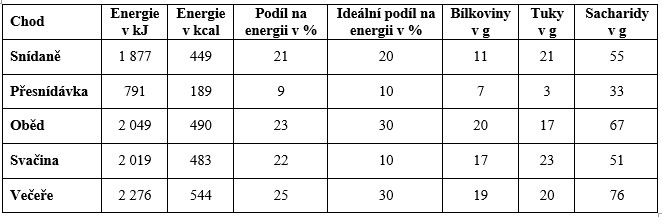 Chod Energie v kJ Energie v kcal Podíl na energii v % Ideální podíl na energii v % Bílkoviny v g Tuky v g Sacharidy v g
Snídaně 1 877 449 21 20 11 21 55
Přesnídávka 791 189 9 10 7 3 33
Oběd 2 049 490 23 30 20 17 67
Svačina 2 019 483 22 10 17 23 51
Večeře 2 276 544 25 30 19 20 76